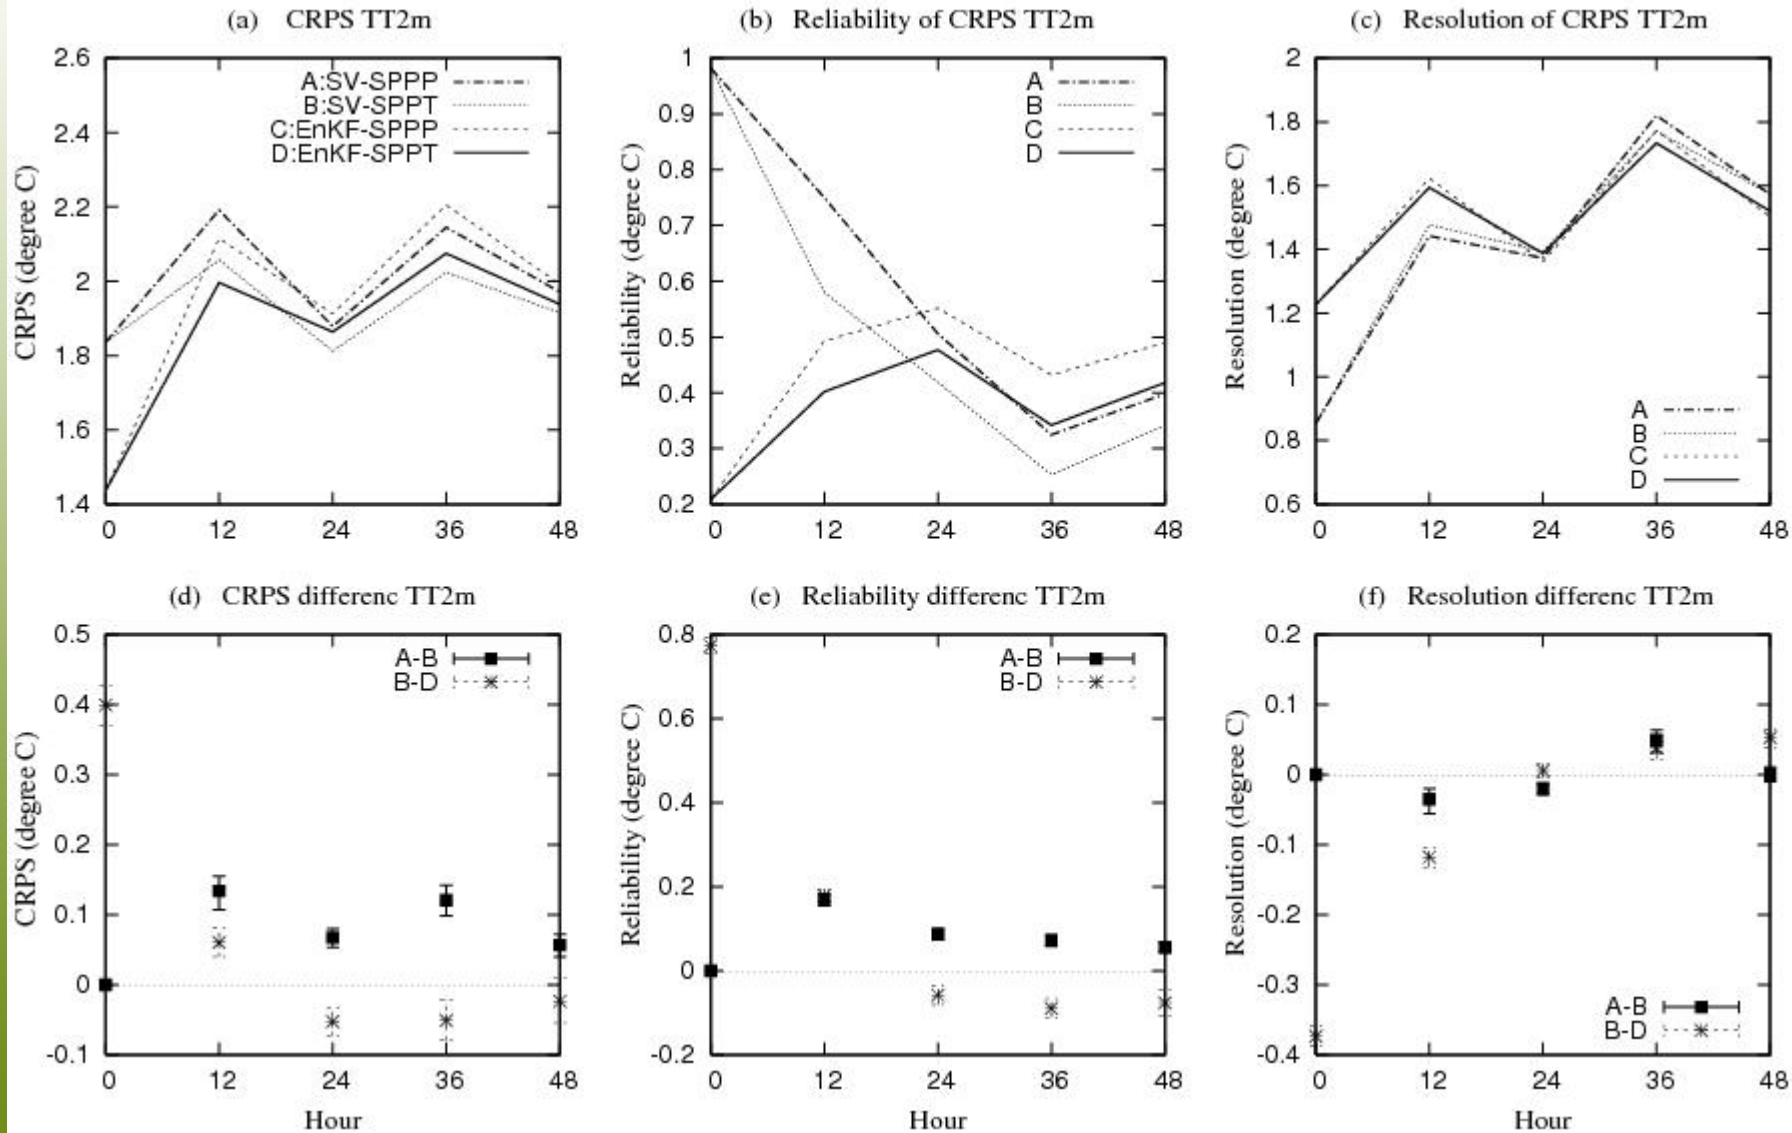 (a) CRPS TT2m
2.6
2.4
2.2
2
1.8
1.6
1.4
CRPS (degree C)
A:SV-SPPP
B:SV-SPPT
C:EnKF-SPPP
D:EnKF-SPPT
0 12 24 36 48
(b) Reliability of CRPS TT2m
1
0.9
0.8
0.7
0.6
0.5
0.4
0.3
0.2
Reliability (degree C)
A
B
C
D
0 12 24 36 48
(c) Resolution of CRPS TT2m
2
1.8
1.6
1.4
1.2
1
0.8
0.6
Resolution (degree C)
A
B
C
D
0 12 24 36 48
(d) CRPS differenc TT2m
0.5
0.4
0.3
0.2
0.1
0
-0.1
CRPS (degree C)
A-B
B-D
0 12 24 36 48
Hour
(e) Reliability differenc TT2m
0.8
0.6
0.4
0.2
0
-0.2
Reliability (degree C)
A-B
B-D
0 12 24 36 48
Hour
(f) Resolution differenc TT2m
0.2
0.1
0
-0.1
-0.2
-0.3
-0.4
Resolution (degree C)
A-B
B-D
0 12 24 36 48
Hour